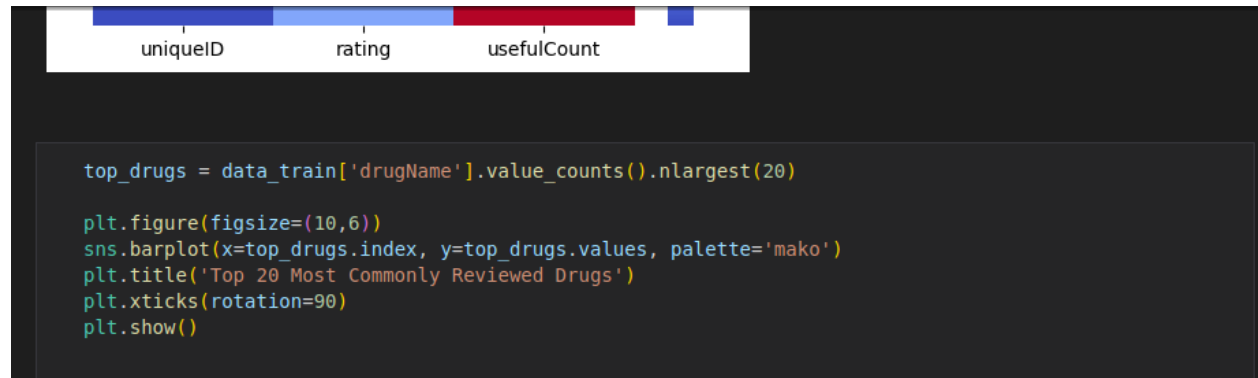 uniqueID rating usefulCount
top_drugs = data_train['drugName'].value_counts().nlargest(20)
plt.figure(figsize=(10,6))
sns.barplot(x=top_drugs.index, y=top_drugs.values, palette='mako')
plt.title('Top 20 Most Commonly Reviewed Drugs')
plt.xticks(rotation=90)
plt.show()